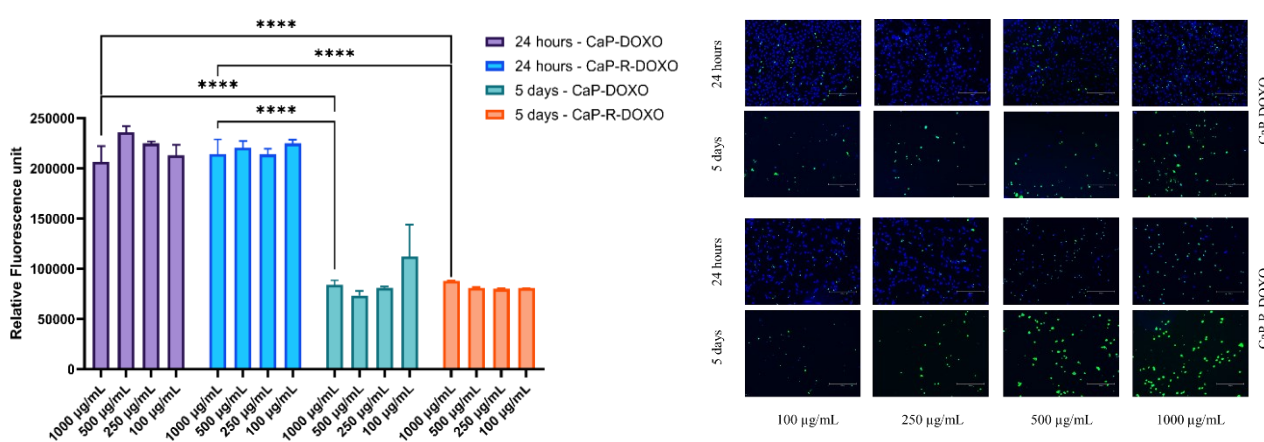 ****
****
****
****
24 hours - CaP-DOXO
24 hours - CaP-R-DOXO
5 days - CaP-DOXO
5 days - CaP-R-DOXO
Relative Fluorescence unit
250000
200000
150000
100000
50000
0
1000 µg/mL
500 µg/mL
250 µg/mL
100 µg/mL
1000 µg/mL
500 µg/mL
250 µg/mL
100 µg/mL
1000 µg/mL
500 µg/mL
250 µg/mL
100 µg/mL
1000 µg/mL
500 µg/mL
250 µg/mL
100 µg/mL
24 hours
5 days
CaP-DOXO
24 hours
5 days
CaP-R-DOXO
100 µg/mL
250 µg/mL
500 µg/mL
1000 µg/mL